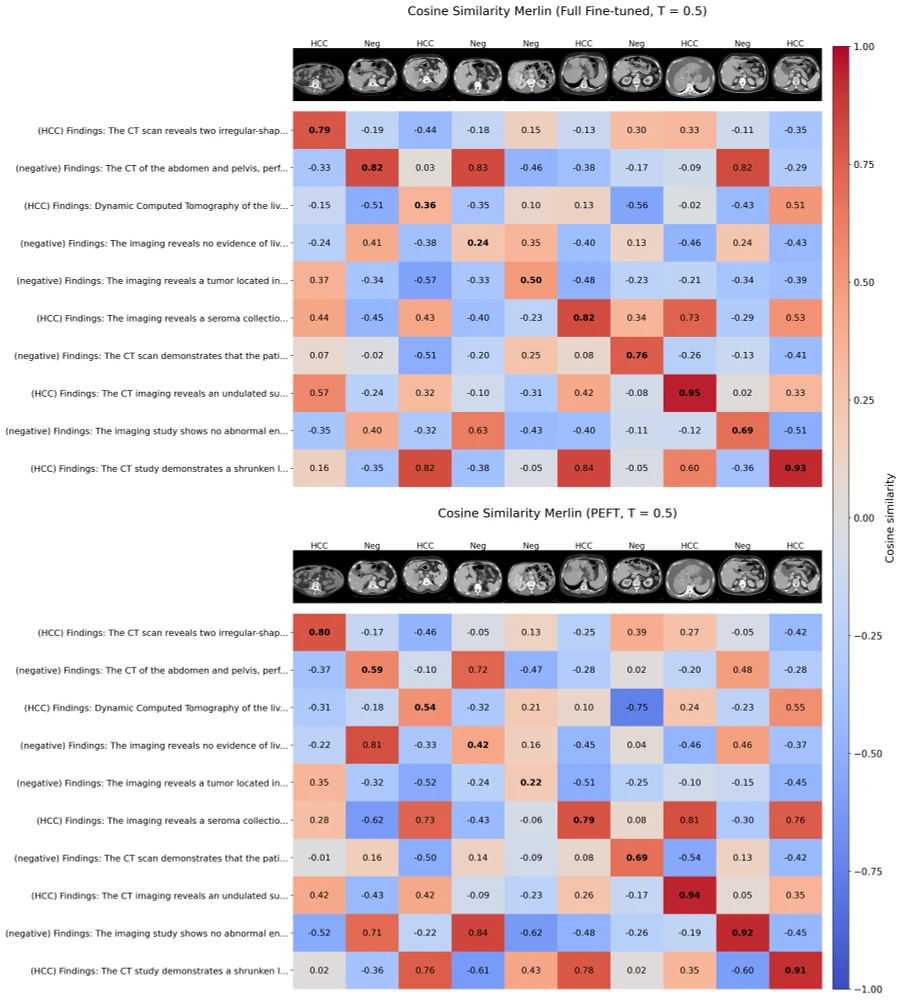 Cosine Similarity Merlin (Full Fine-tuned, T = 0.5)
HCC Neg HCC Neg HCC HCC Neg HCC Neg HCC
(HCC) Findings: The CT scan reveals two irregular-shap... 0.79 -0.19 -0.44 -0.18 0.15 -0.13 0.30 0.33 -0.11 -0.35
(negative) Findings: The CT of the abdomen and pelvis, perf... -0.33 0.82 0.03 0.83 -0.46 -0.38 -0.17 -0.09 0.82 -0.29
(HCC) Findings: Dynamic Computed Tomography of the liv... -0.15 -0.51 0.36 -0.35 0.10 0.13 -0.56 -0.02 -0.43 0.51
(negative) Findings: The imaging reveals no evidence of liv... -0.24 0.41 -0.38 0.24 0.35 -0.40 0.13 -0.46 0.24 -0.43
(negative) Findings: The imaging reveals a tumor located in... 0.37 -0.34 -0.57 -0.33 0.50 -0.48 -0.23 -0.21 -0.34 -0.39
(HCC) Findings: The imaging reveals a seroma collectio... 0.44 -0.45 0.43 -0.40 -0.23 0.82 0.34 0.73 -0.29 0.53
(negative) Findings: The CT scan demonstrates that the pati... 0.07 -0.02 -0.51 -0.20 0.25 0.08 0.76 -0.26 -0.13 -0.41
(HCC) Findings: The CT imaging reveals an undulated su... 0.57 -0.24 0.32 -0.10 -0.31 0.42 -0.08 0.95 0.02 0.33
(negative) Findings: The imaging study shows no abnormal en... -0.35 0.40 -0.32 0.63 -0.43 -0.40 -0.11 -0.12 0.69 -0.51
(HCC) Findings: The CT study demonstrates a shrunken l... 0.16 -0.35 0.82 -0.38 -0.05 0.84 -0.05 0.60 -0.36 0.93
Cosine Similarity Merlin (PEFT, T = 0.5)
HCC Neg HCC Neg Neg HCC Neg HCC Neg HCC
(HCC) Findings: The CT scan reveals two irregular-shap... 0.80 -0.17 -0.46 -0.05 0.13 -0.25 0.39 0.27 -0.05 -0.42
(negative) Findings: The CT of the abdomen and pelvis, perf... -0.37 0.59 -0.10 0.72 -0.47 -0.28 0.02 -0.20 0.48 -0.28
(HCC) Findings: Dynamic Computed Tomography of the liv... -0.31 -0.18 0.54 -0.32 0.21 0.10 -0.75 0.24 -0.23 0.55
(negative) Findings: The imaging reveals no evidence of liv... -0.22 0.81 -0.33 0.42 0.16 -0.45 0.04 -0.46 0.46 -0.37
(negative) Findings: The imaging reveals a tumor located in... 0.35 -0.32 -0.52 -0.24 0.22 -0.51 -0.25 -0.10 -0.15 -0.45
(HCC) Findings: The imaging reveals a seroma collectio... 0.28 -0.62 0.73 -0.43 -0.06 0.79 0.08 0.81 -0.30 0.76
(negative) Findings: The CT scan demonstrates that the pati... -0.01 0.16 -0.50 0.14 -0.09 0.08 0.69 -0.54 0.13 -0.42
(HCC) Findings: The CT imaging reveals an undulated su... 0.42 -0.43 0.42 -0.09 -0.23 0.26 -0.17 0.94 0.05 0.35
(negative) Findings: The imaging study shows no abnormal en... -0.52 0.71 -0.22 0.84 -0.62 -0.48 -0.26 -0.19 0.92 -0.45
(HCC) Findings: The CT study demonstrates a shrunken l... 0.02 -0.36 0.76 -0.61 0.43 0.78 0.02 0.35 -0.60 0.91
1.00
0.75
0.50
0.25
0.00
−0.25
−0.50
−0.75
−1.00
Cosine similarity